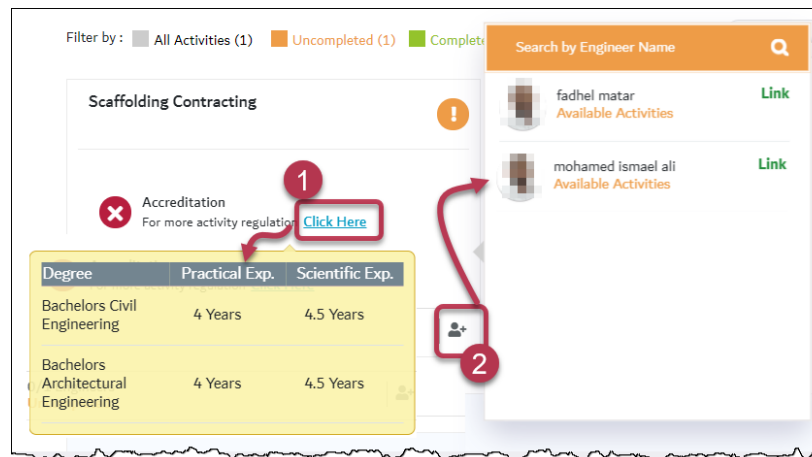 Filter by : All Activities (1) Uncompleted (1) Complete
Search by Engineer Name
fadhel matar Link
Available Activities
mohamed ismael ali Link
Available Activities
Scaffolding Contracting
!
1
Accreditation
For more activity regulation Click Here
Degree Practical Exp. Scientific Exp.
Bachelors Civil
Engineering
4 Years 4.5 Years
Bachelors
Architectural
Engineering
4 Years 4.5 Years
2